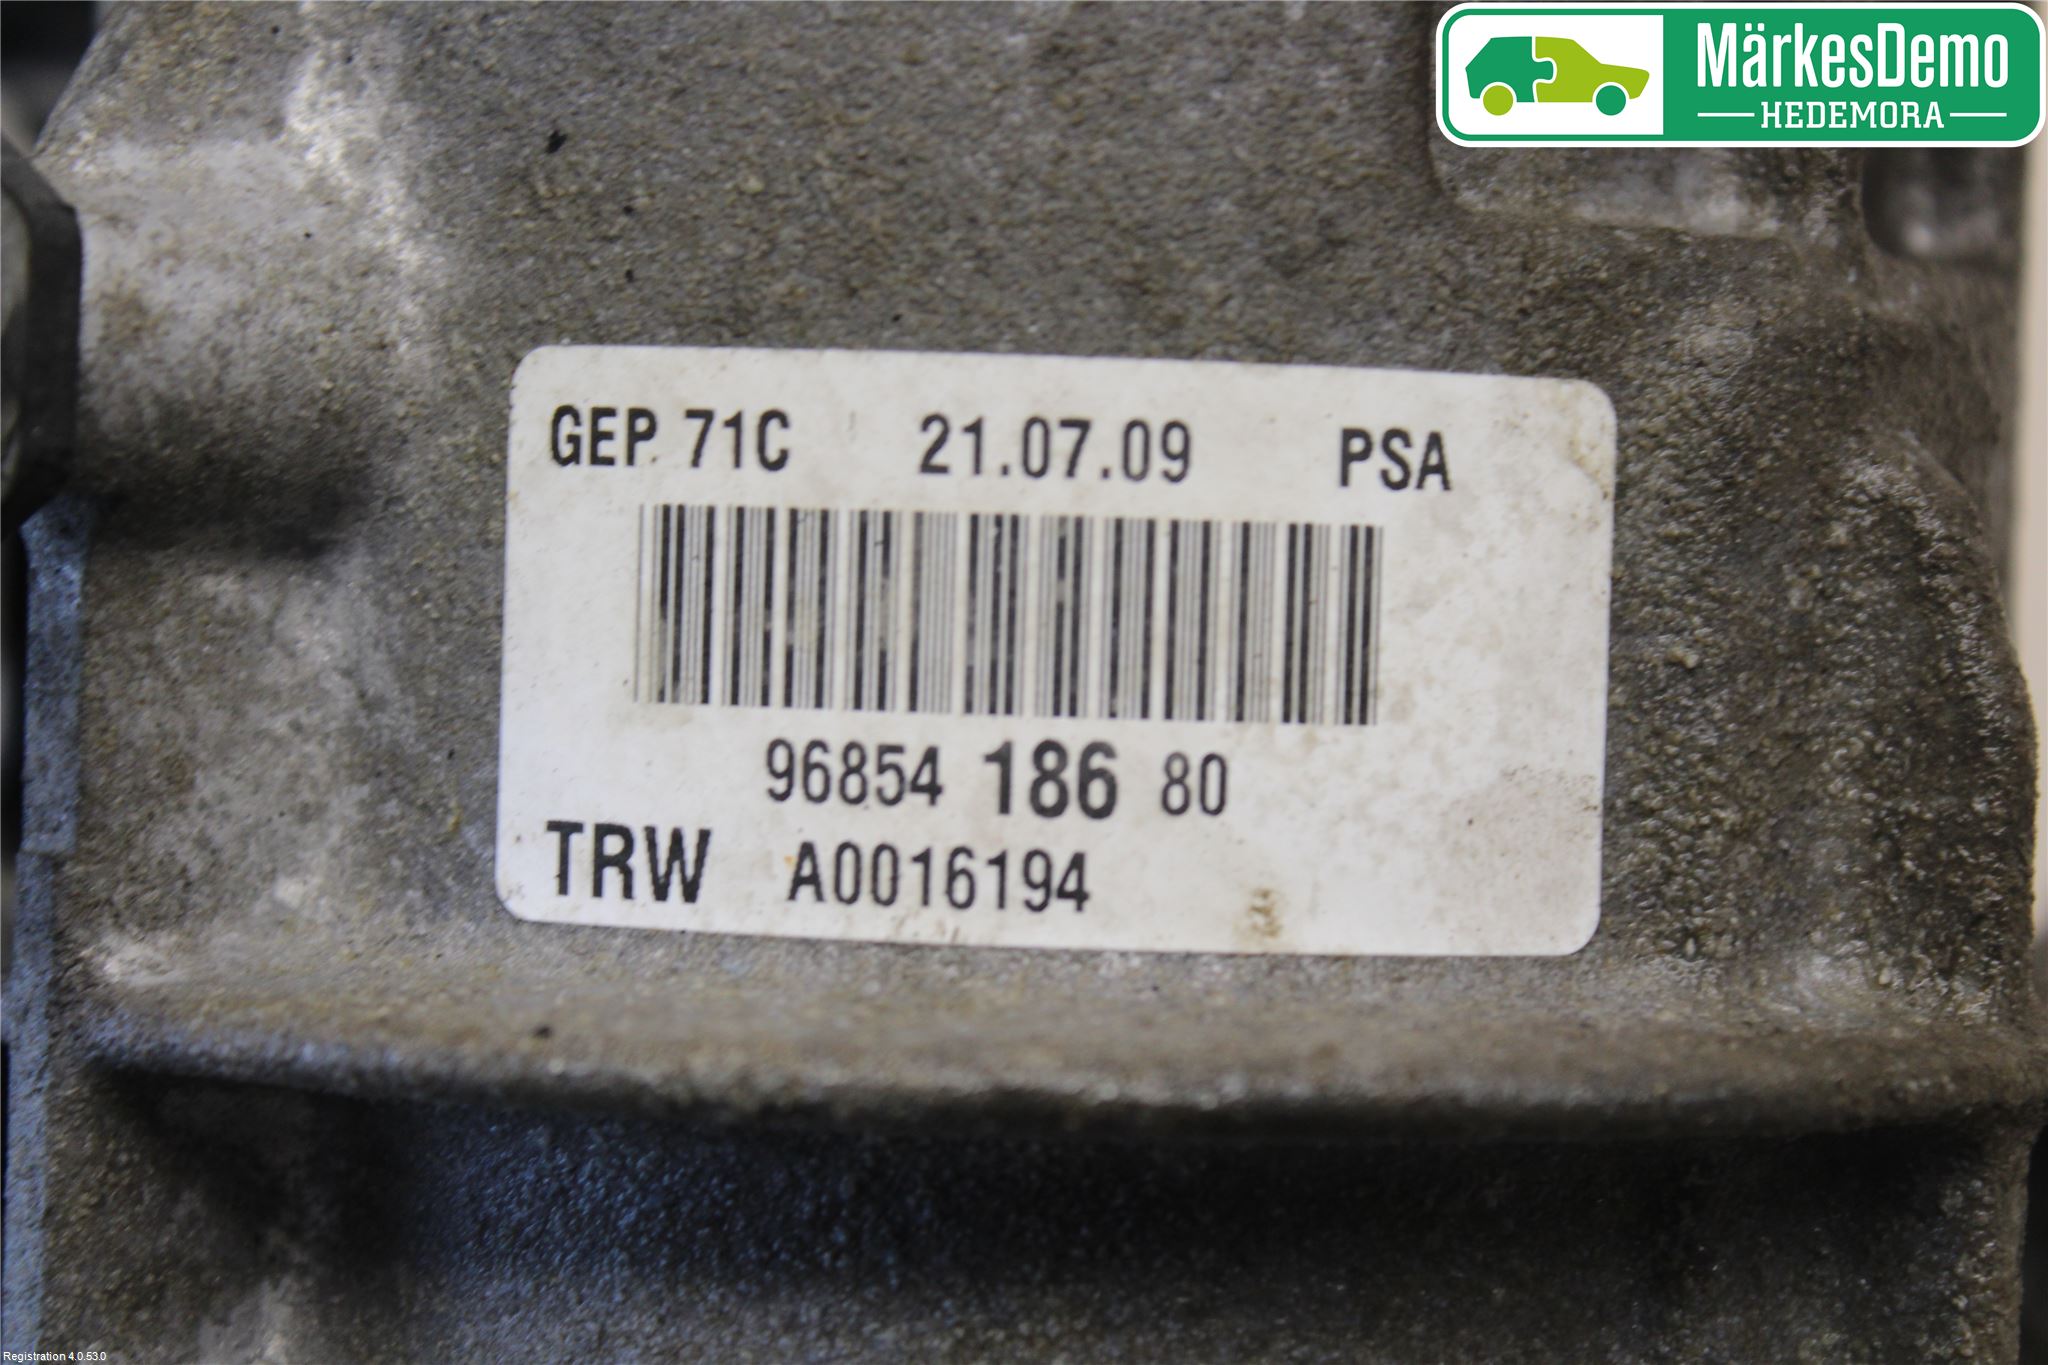 MärkesDemo
HEDEMORA
GEP. 71C 21.07.09 PSA
96854 186 80
TRW A0016194
Registration 4.0.53.0